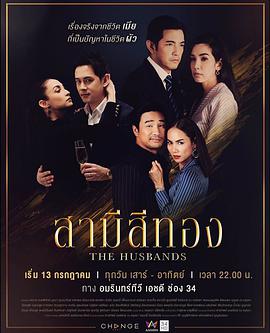 เรื่องจริงจากชีวิต เมีย
ที่เป็นปัญหาในชีวิต ผัว
สามีสีทอง
THE HUSBANDS
เริ่ม 13 กรกฎาคม | ทุกวัน เสาร์ - อาทิตย์ | เวลา 22.00 น.
ทาง อมรินทร์ทีวี เอชดี ช่อง 34
CHANGE
34